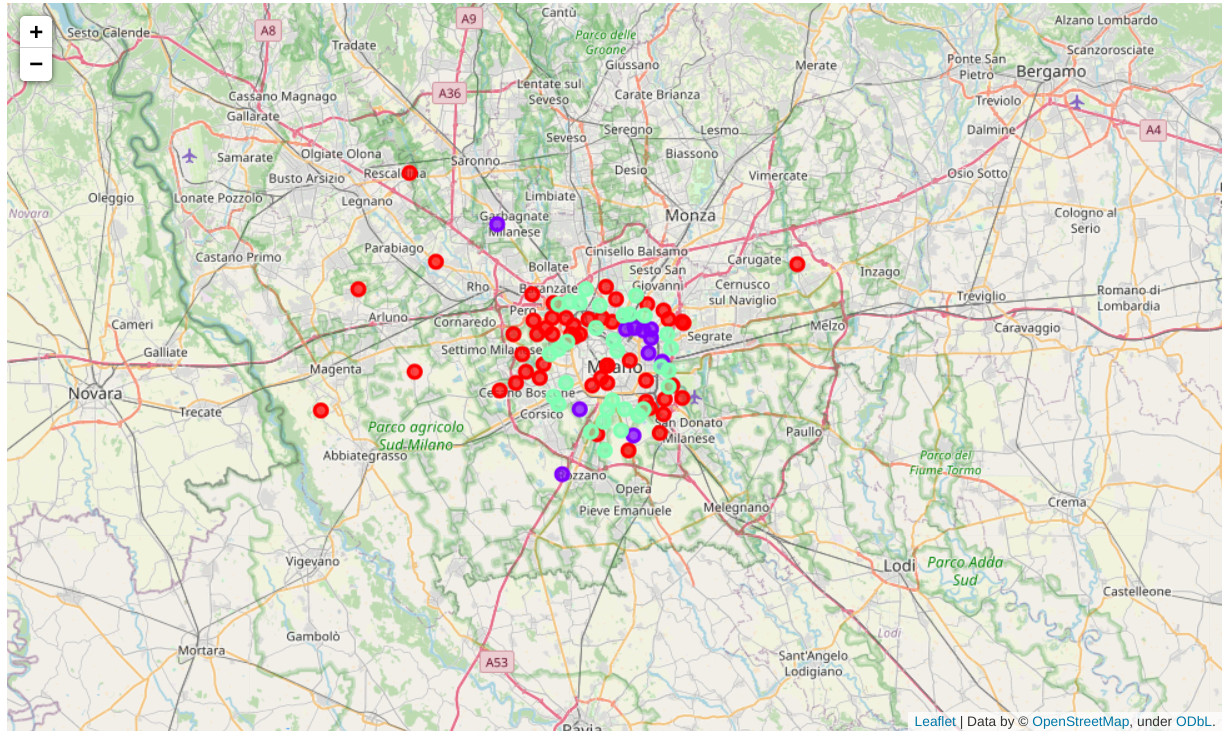 +
−
Sesto Calende
A8
A9
Cantù
Alzano Lombardo
Tradate
Parco delle
Groane
Giussano
Merate
Ponte San
Pietro
Scanzorosciate
Bergamo
Cassano Magnago
A36
Lentate sul
Seveso
Carate Brianza
Treviolo
Gallarate
Seveso
Seregno
Lesmo
Dalmine
A4
Samarate
Olgiate Olona
Saronno
Desio
Biassono
Busto Arsizio
Vimercate
Osio Sotto
Oleggio
Lonate Pozzolo
Legnano
Limbiate
Novara
Garbagnate
Milanese
Monza
Cologno al
Serio
Castano Primo
Parabiago
Cinisello Balsamo
Bollate
Sesto San
Giovanni
Carugate
Inzago
Rho
Cernusco
sul Naviglio
Treviglio
Romano di
Lombardia
Cameri
Arluno
Pero
Cornaredo
Segrate
Melzo
Caravaggio
Galliate
Magenta
Novara
Trecate
Corsico
Parco agricolo
Sud Milano
Abbiategrasso
San Donato
Milanese
Paullo
Parco del
Fiume Tormo
Opera
Pieve Emanuele
Melegnano
Crema
Vigevano
Lodi
Parco Adda
Sud
Castelleone
Gambolò
Mortara
Lodi
A53
Sant'Angelo
Lodigiano
Pavia
Leaflet | Data by © OpenStreetMap, under ODbL.